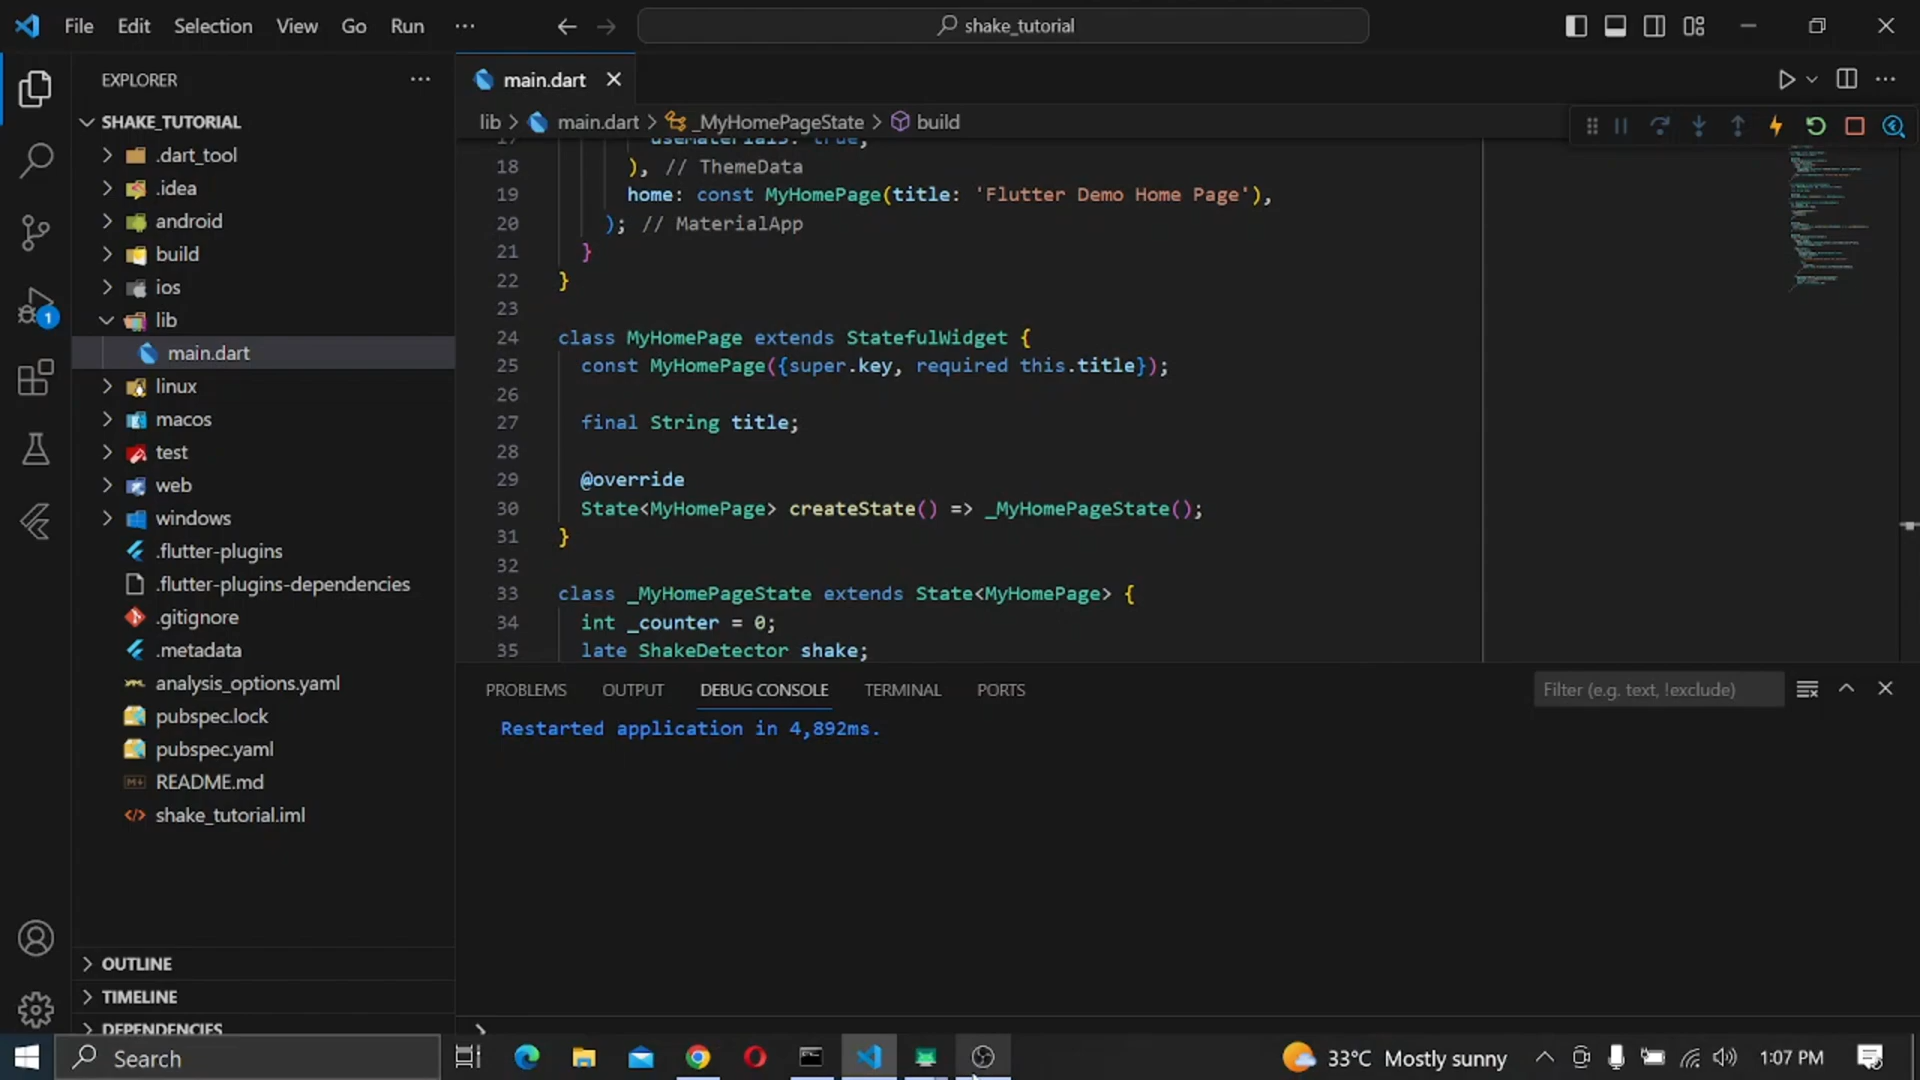 File Edit Selection View Go Run ···
shake_tutorial
EXPLORER ···
SHAKE_TUTORIAL
.dart_tool
.idea
android
build
ios
lib
main.dart
linux
macos
test
web
windows
.flutter-plugins
.flutter-plugins-dependencies
.gitignore
.metadata
analysis_options.yaml
pubspec.lock
pubspec.yaml
README.md
shake_tutorial.iml
OUTLINE
TIMELINE
DEPENDENCIES
1
main.dart
lib > main.dart > _MyHomePageState > build
17 useMaterial3: true,
18 ), // ThemeData
19 home: const MyHomePage(title: 'Flutter Demo Home Page'),
20 ); // MaterialApp
21 }
22 }
23
24 class MyHomePage extends StatefulWidget {
25 const MyHomePage({super.key, required this.title});
26
27 final String title;
28
29 @override
30 State<MyHomePage> createState() => _MyHomePageState();
31 }
32
33 class _MyHomePageState extends State<MyHomePage> {
34 int _counter = 0;
35 late ShakeDetector shake;
PROBLEMS OUTPUT DEBUG CONSOLE TERMINAL PORTS
Filter (e.g. text, !exclude)
Restarted application in 4,892ms.
Search
33°C Mostly sunny
1:07 PM